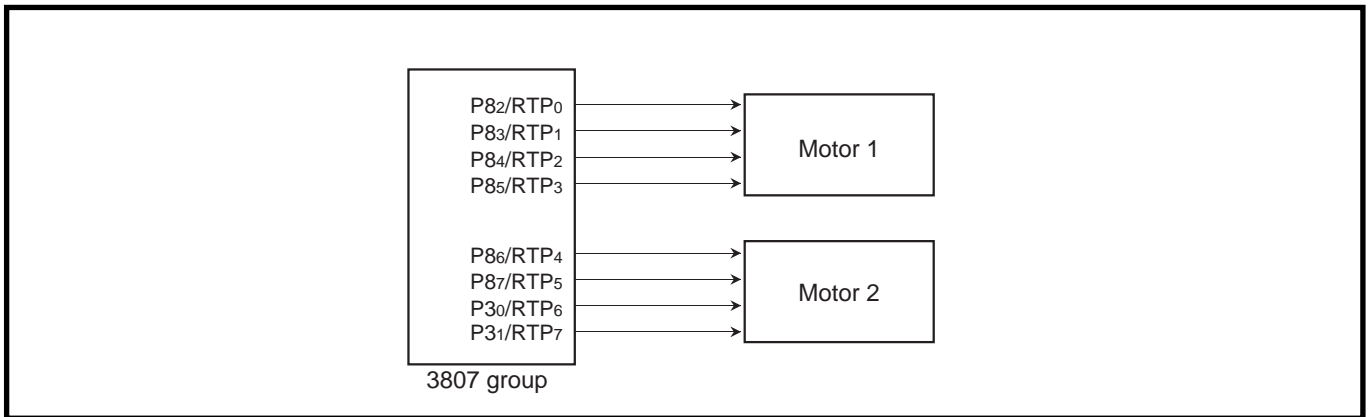 P82/RTP0
P83/RTP1
P84/RTP2
P85/RTP3
Motor 1
P86/RTP4
P87/RTP5
P30/RTP6
P31/RTP7
Motor 2
3807 group